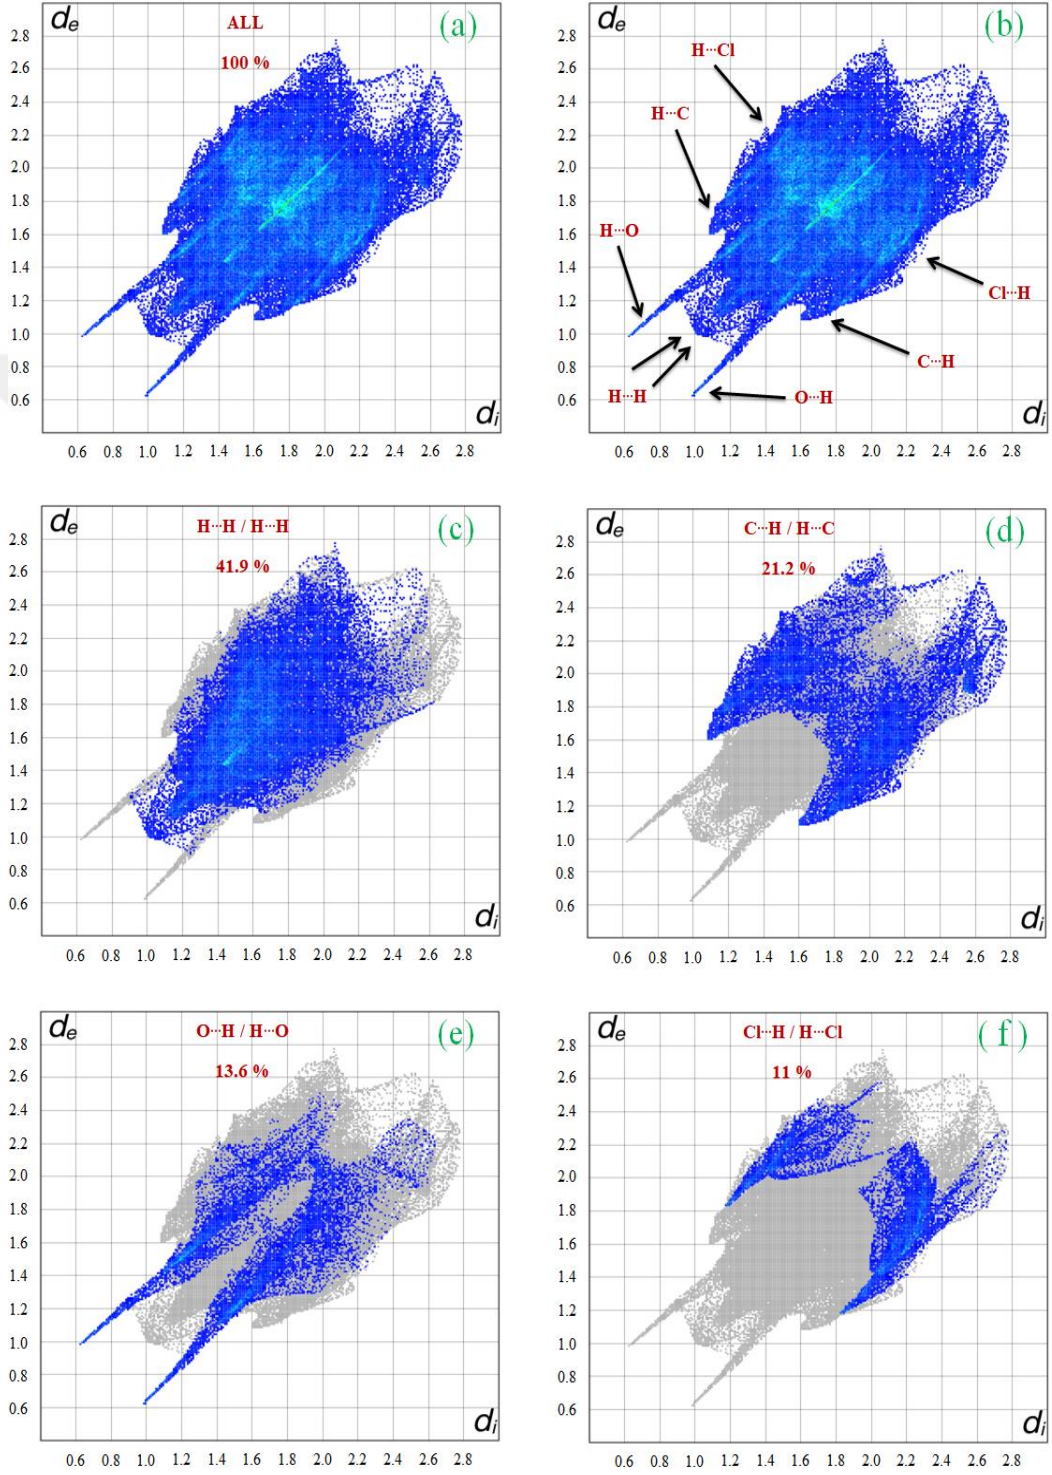 dₑ
ALL
100 %
(a)
2.8
2.6
2.4
2.2
2.0
1.8
1.6
1.4
1.2
1.0
0.8
0.6
dᵢ
0.6 0.8 1.0 1.2 1.4 1.6 1.8 2.0 2.2 2.4 2.6 2.8
dₑ
(b)
H···Cl
H···C
H···O
Cl···H
C···H
H···H
O···H
2.8
2.6
2.4
2.2
2.0
1.8
1.6
1.4
1.2
1.0
0.8
0.6
dᵢ
0.6 0.8 1.0 1.2 1.4 1.6 1.8 2.0 2.2 2.4 2.6 2.8
dₑ
H···H / H···H
41.9 %
(c)
2.8
2.6
2.4
2.2
2.0
1.8
1.6
1.4
1.2
1.0
0.8
0.6
dᵢ
0.6 0.8 1.0 1.2 1.4 1.6 1.8 2.0 2.2 2.4 2.6 2.8
dₑ
C···H / H···C
21.2 %
(d)
2.8
2.6
2.4
2.2
2.0
1.8
1.6
1.4
1.2
1.0
0.8
0.6
dᵢ
0.6 0.8 1.0 1.2 1.4 1.6 1.8 2.0 2.2 2.4 2.6 2.8
dₑ
O···H / H···O
13.6 %
(e)
2.8
2.6
2.4
2.2
2.0
1.8
1.6
1.4
1.2
1.0
0.8
0.6
dᵢ
0.6 0.8 1.0 1.2 1.4 1.6 1.8 2.0 2.2 2.4 2.6 2.8
dₑ
Cl···H / H···Cl
11 %
( f )
2.8
2.6
2.4
2.2
2.0
1.8
1.6
1.4
1.2
1.0
0.8
0.6
dᵢ
0.6 0.8 1.0 1.2 1.4 1.6 1.8 2.0 2.2 2.4 2.6 2.8